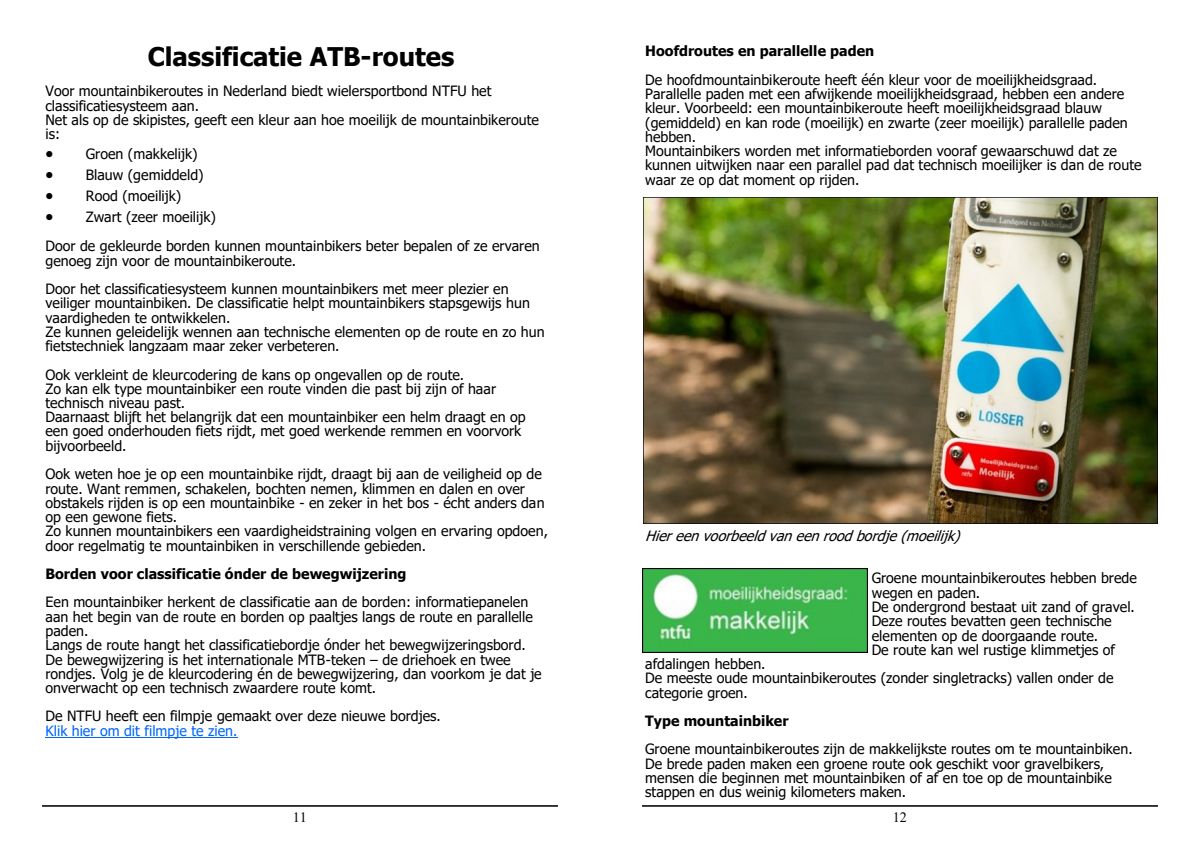 Classificatie ATB-routes
Voor mountainbikeroutes in Nederland biedt wielersportbond NTFU het
classificatiesysteem aan.
Net als op de skipistes, geeft een kleur aan hoe moeilijk de mountainbikeroute
is:
• Groen (makkelijk)
• Blauw (gemiddeld)
• Rood (moeilijk)
• Zwart (zeer moeilijk)
Door de gekleurde borden kunnen mountainbikers beter bepalen of ze ervaren
genoeg zijn voor de mountainbikeroute.
Door het classificatiesysteem kunnen mountainbikers met meer plezier en
veiliger mountainbiken. De classificatie helpt mountainbikers stapsgewijs hun
vaardigheden te ontwikkelen.
Ze kunnen geleidelijk wennen aan technische elementen op de route en zo hun
fietstechniek langzaam maar zeker verbeteren.
Ook verkleint de kleurcodering de kans op ongevallen op de route.
Zo kan elk type mountainbiker een route vinden die past bij zijn of haar
technisch niveau past.
Daarnaast blijft het belangrijk dat een mountainbiker een helm draagt en op
een goed onderhouden fiets rijdt, met goed werkende remmen en voorvork
bijvoorbeeld.
Ook weten hoe je op een mountainbike rijdt, draagt bij aan de veiligheid op de
route. Want remmen, schakelen, bochten nemen, klimmen en dalen en over
obstakels rijden is op een mountainbike - en zeker in het bos - écht anders dan
op een gewone fiets.
Zo kunnen mountainbikers een vaardigheidstraining volgen en ervaring opdoen,
door regelmatig te mountainbiken in verschillende gebieden.
Borden voor classificatie ónder de bewegwijzering
Een mountainbiker herkent de classificatie aan de borden: informatiepanelen
aan het begin van de route en borden op paaltjes langs de route en parallelle
paden.
Langs de route hangt het classificatiebordje ónder het bewegwijzeringsbord.
De bewegwijzering is het internationale MTB-teken – de driehoek en twee
rondjes. Volg je de kleurcodering én de bewegwijzering, dan voorkom je dat je
onverwacht op een technisch zwaardere route komt.
De NTFU heeft een filmpje gemaakt over deze nieuwe bordjes.
Klik hier om dit filmpje te zien.
11
Hoofdroutes en parallelle paden
De hoofdmountainbikeroute heeft één kleur voor de moeilijkheidsgraad.
Parallelle paden met een afwijkende moeilijkheidsgraad, hebben een andere
kleur. Voorbeeld: een mountainbikeroute heeft moeilijkheidsgraad blauw
(gemiddeld) en kan rode (moeilijk) en zwarte (zeer moeilijk) parallelle paden
hebben.
Mountainbikers worden met informatieborden vooraf gewaarschuwd dat ze
kunnen uitwijken naar een parallel pad dat technisch moeilijker is dan de route
waar ze op dat moment op rijden.
Twente. Landgoed van Nederland
LOSSER
Moeilijkheidsgraad:
Moeilijk
ntfu
Hier een voorbeeld van een rood bordje (moeilijk)
moeilijkheidsgraad:
makkelijk
ntfu
Groene mountainbikeroutes hebben brede
wegen en paden.
De ondergrond bestaat uit zand of gravel.
Deze routes bevatten geen technische
elementen op de doorgaande route.
De route kan wel rustige klimmetjes of
afdalingen hebben.
De meeste oude mountainbikeroutes (zonder singletracks) vallen onder de
categorie groen.
Type mountainbiker
Groene mountainbikeroutes zijn de makkelijkste routes om te mountainbiken.
De brede paden maken een groene route ook geschikt voor gravelbikers,
mensen die beginnen met mountainbiken of af en toe op de mountainbike
stappen en dus weinig kilometers maken.
12